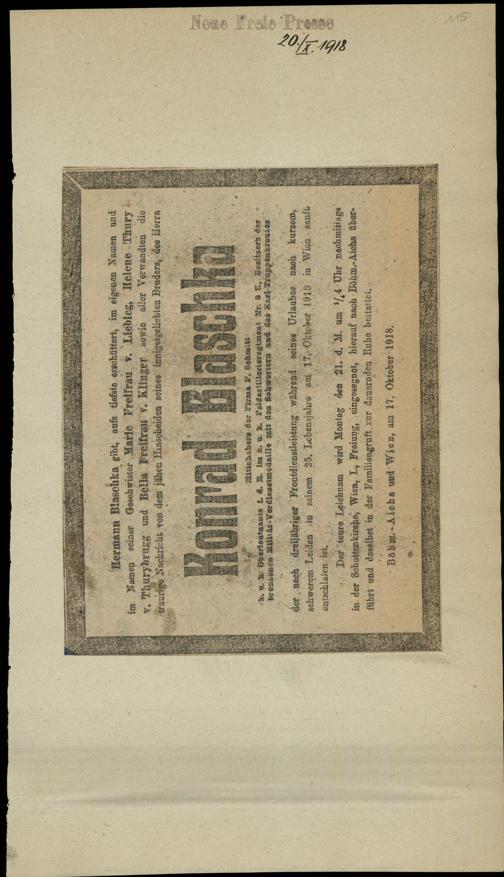 Neue Freie Presse
115
20./X. 1918
Hermann Blaschka gibt, aufs tiefste erschüttert, im eigenen Namen und
im Namen seiner Geschwister Marie Freifrau v. Liebieg, Helene Thury
v. Thurybrugg und Bella Freifrau v. Klinger sowie aller Verwandten die
traurige Nachricht von dem jähen Hinscheiden seines innigstgeliebten Bruders, des Herrn
Konrad Blaschka
Mitinhabers der Firma F. Schmitt
k. u. k. Oberleutnants i. d. R. im k. u. k. Feldartillerieregiment Nr. 8 E., Besitzers der
bronzenen Militär-Verdienstmedaille mit den Schwertern und des Karl-Truppenkreuzes
der nach dreijähriger Frontdienstleistung während seines Urlaubes nach kurzem,
schwerem Leiden in seinem 25. Lebensjahre am 17. Oktober 1918 in Wien sanft
entschlafen ist.
Der teure Leichnam wird Montag den 21. d. M. um 1/4 Uhr nachmittags
in der Schottenkirche, Wien, I., Freiung, eingesegnet, hierauf nach Böhm.-Aicha über-
führt und daselbst in der Familiengruft zur dauernden Ruhe bestattet.
Böhm.-Aicha und Wien, am 17. Oktober 1918.